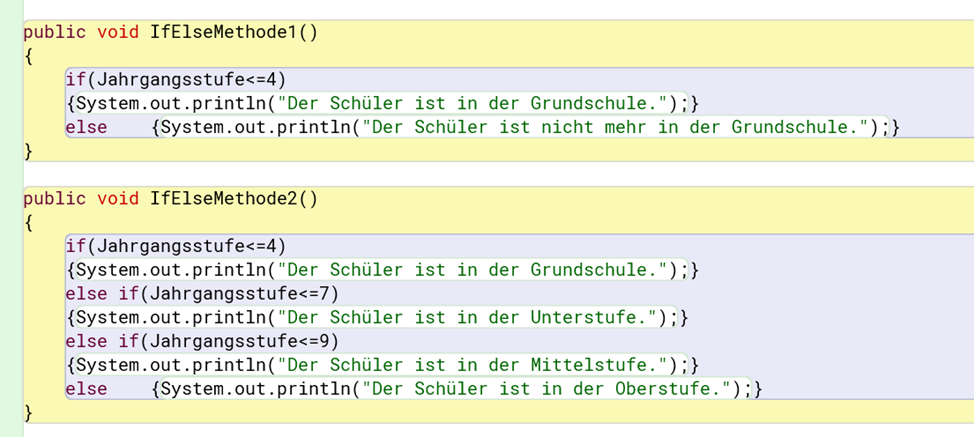 public void IfElseMethode1()
{
if(Jahrgangsstufe<=4)
{System.out.println("Der Schüler ist in der Grundschule.");}
else    {System.out.println("Der Schüler ist nicht mehr in der Grundschule.");}
}
public void IfElseMethode2()
{
if(Jahrgangsstufe<=4)
{System.out.println("Der Schüler ist in der Grundschule.");}
else if(Jahrgangsstufe<=7)
{System.out.println("Der Schüler ist in der Unterstufe.");}
else if(Jahrgangsstufe<=9)
{System.out.println("Der Schüler ist in der Mittelstufe.");}
else    {System.out.println("Der Schüler ist in der Oberstufe.");}
}